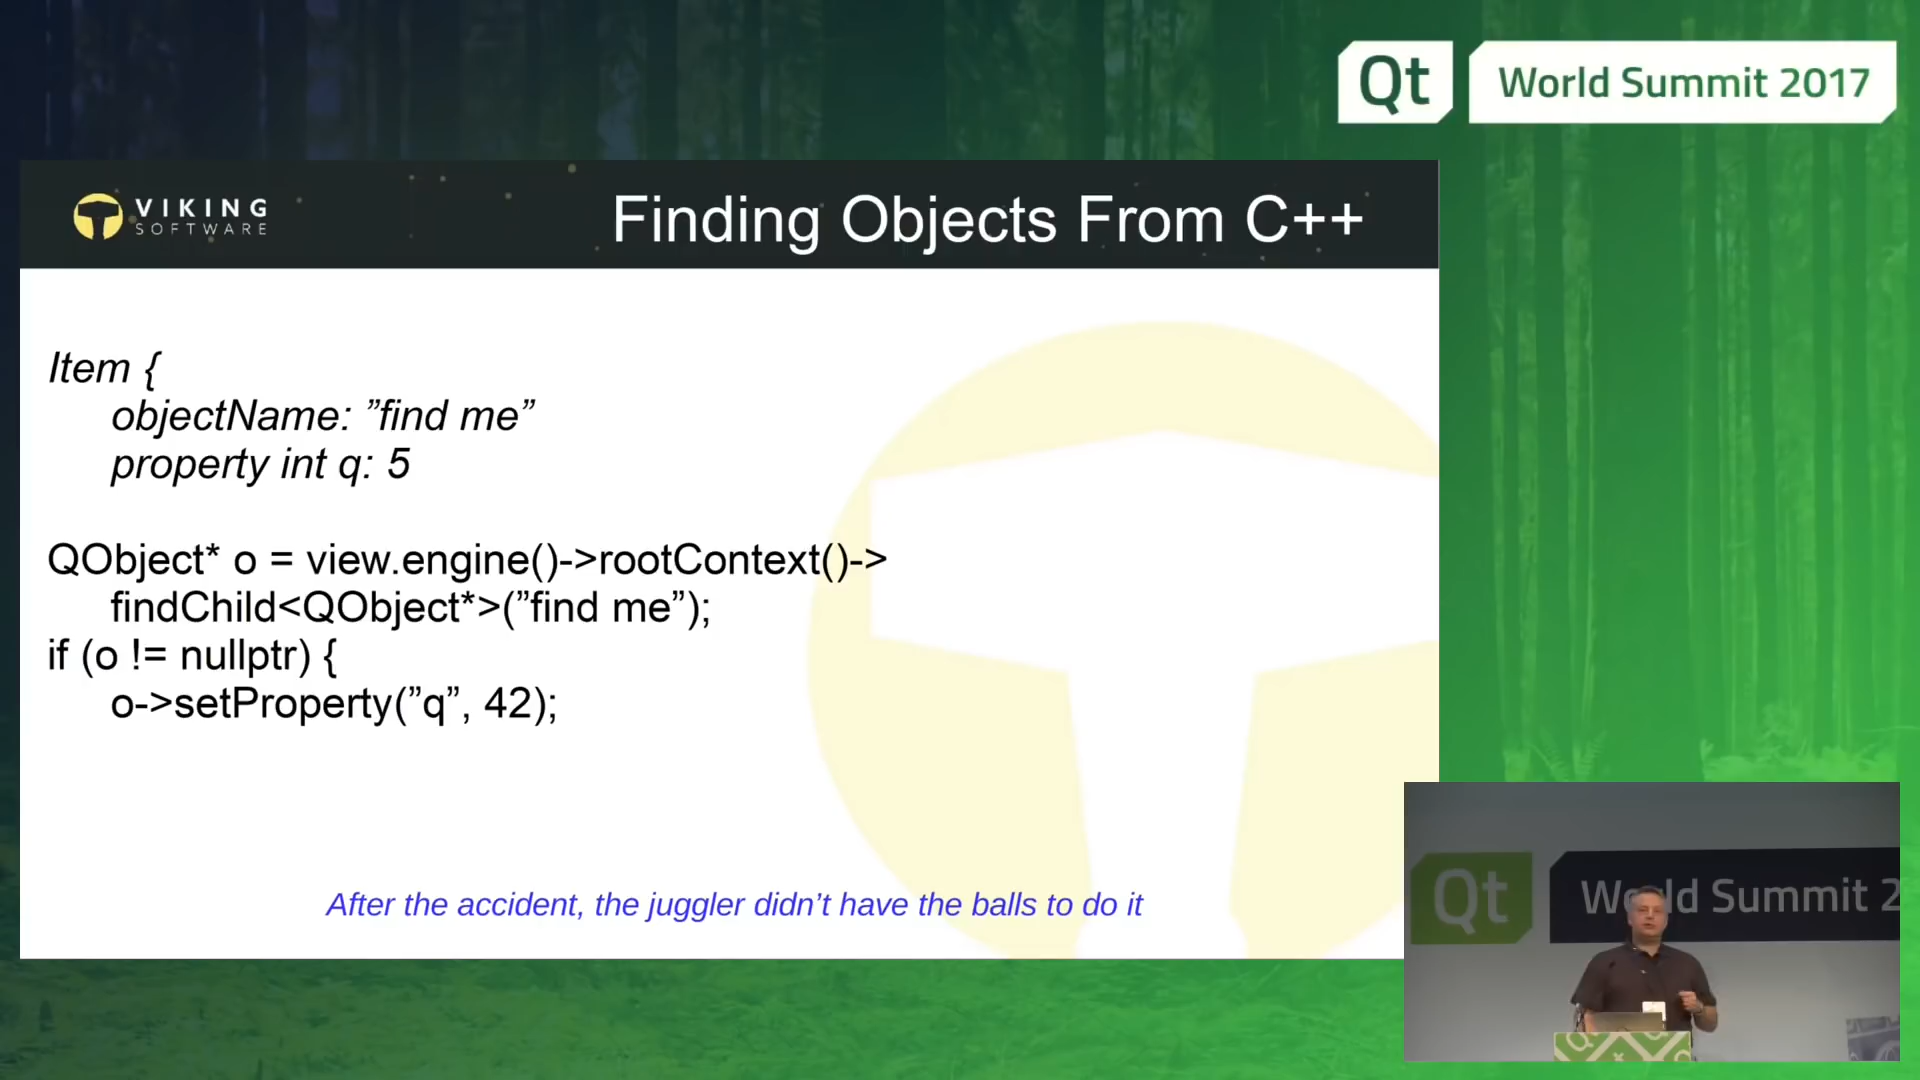 Qt World Summit 2017
VIKING
SOFTWARE
Finding Objects From C++
Item {
objectName: ”find me”
property int q: 5
QObject* o = view.engine()->rootContext()->
findChild<QObject*>(”find me”);
if (o != nullptr) {
o->setProperty(”q”, 42);
After the accident, the juggler didn’t have the balls to do it
Qt World Summit 2